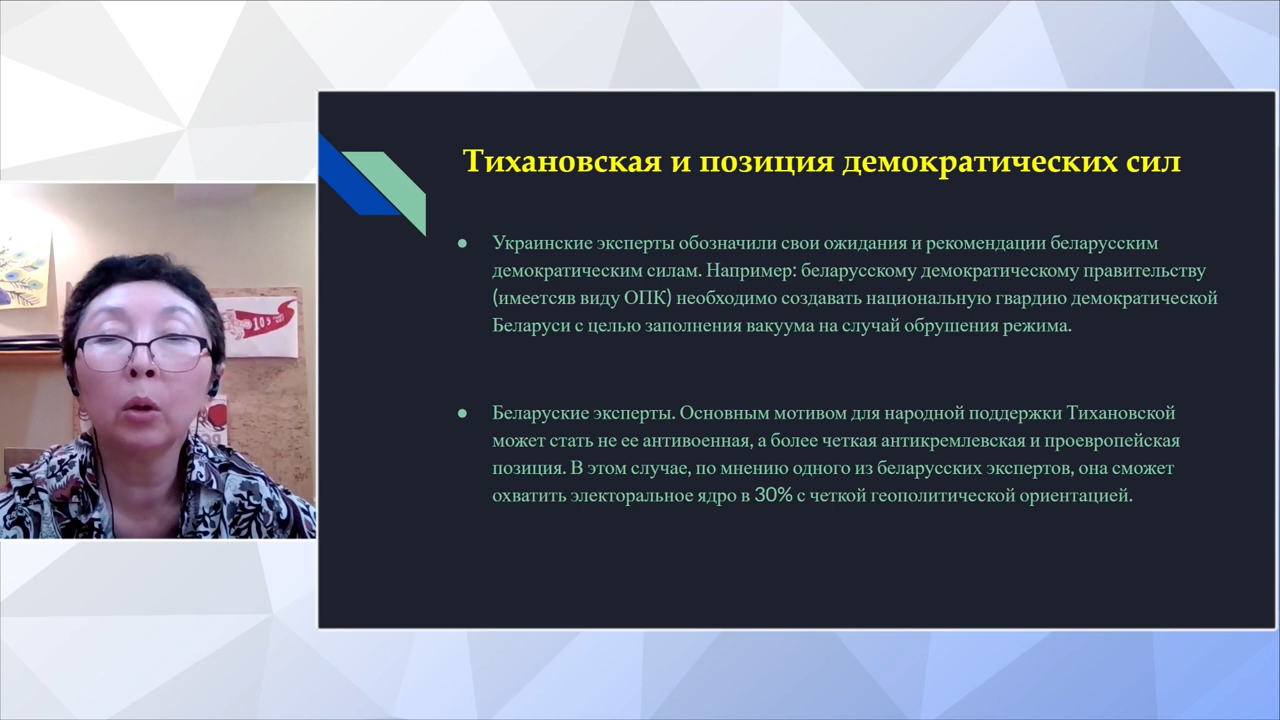 Тихановская и позиция демократических сил
● Украинские эксперты обозначили свои ожидания и рекомендации беларусским
демократическим силам. Например: беларусскому демократическому правительству
(имеетсяв виду ОПК) необходимо создавать национальную гвардию демократической
Беларуси с целью заполнения вакуума на случай обрушения режима.
● Беларуские эксперты. Основным мотивом для народной поддержки Тихановской
может стать не ее антивоенная, а более четкая антикремлевская и проевропейская
позиция. В этом случае, по мнению одного из беларусских экспертов, она сможет
охватить электоральное ядро в 30% с четкой геополитической ориентацией.